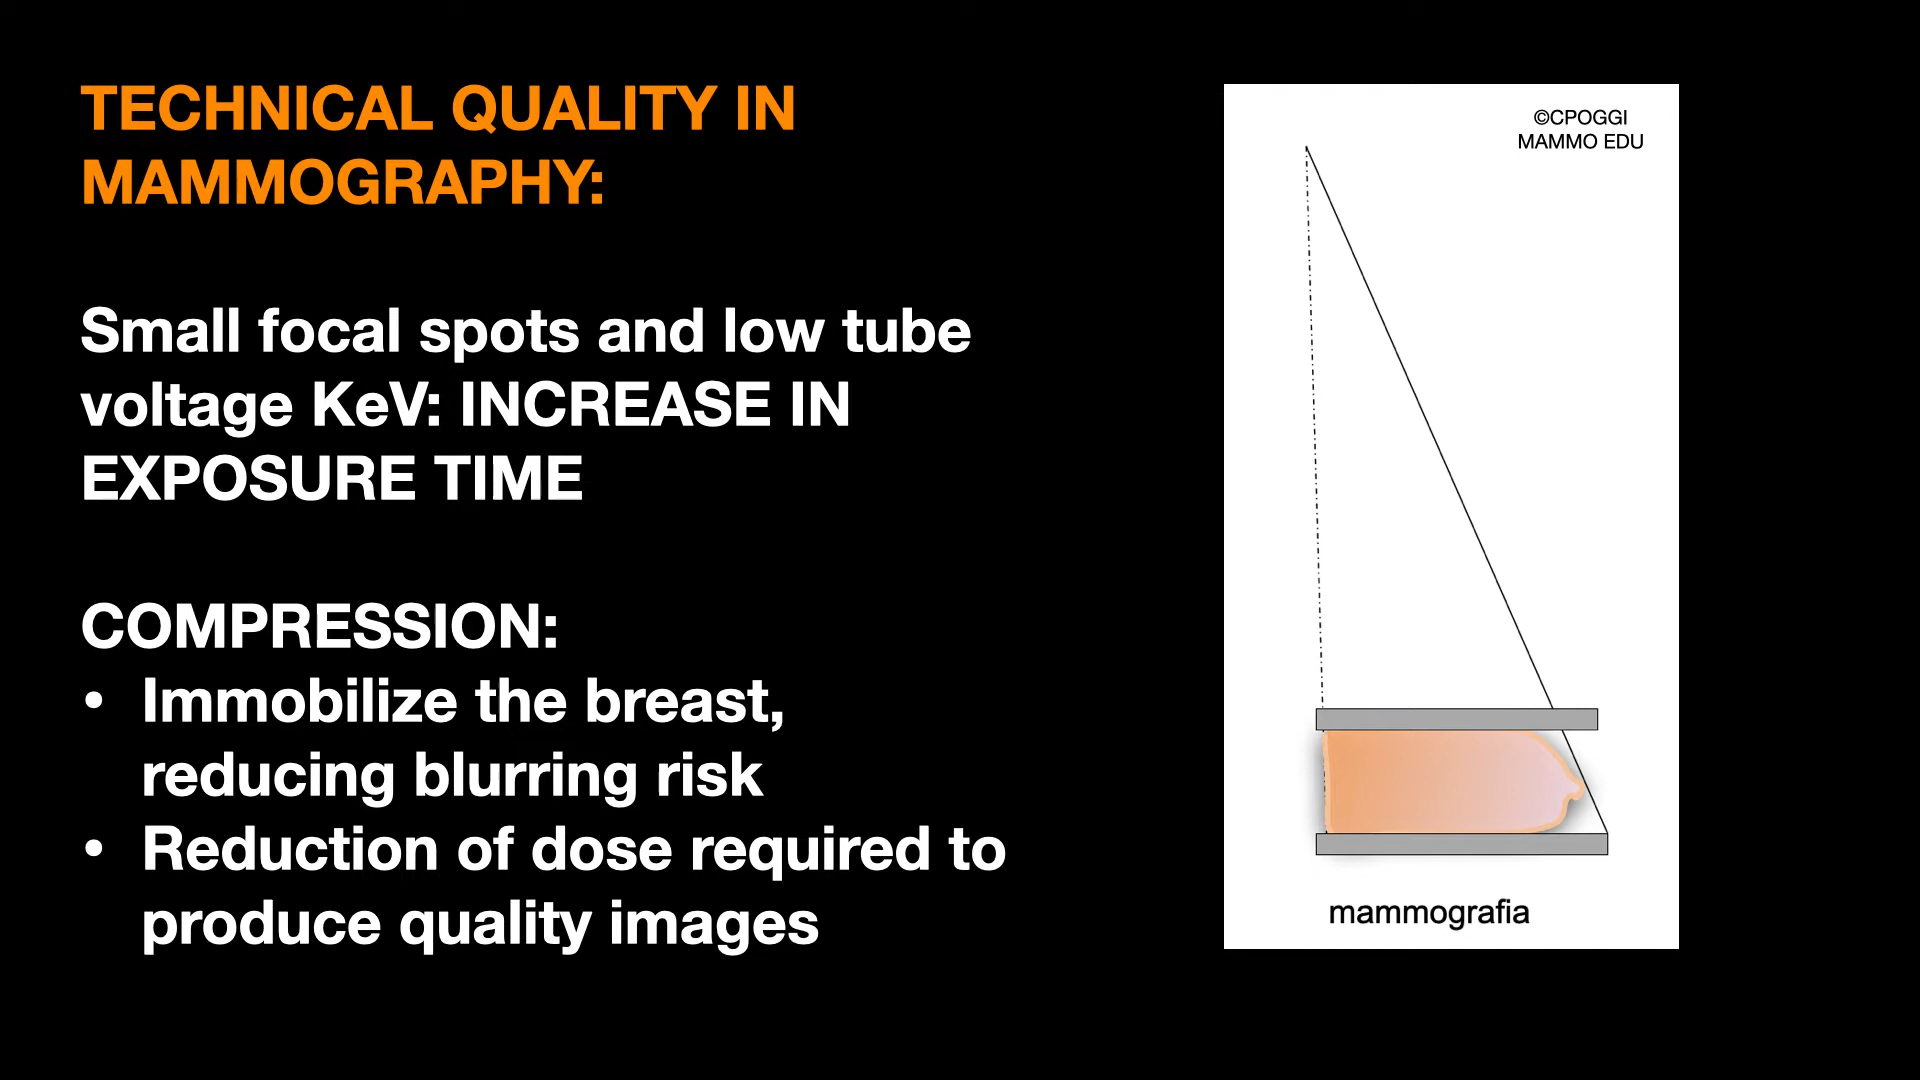 TECHNICAL QUALITY IN
MAMMOGRAPHY:
Small focal spots and low tube
voltage KeV: INCREASE IN
EXPOSURE TIME
COMPRESSION:
• Immobilize the breast,
reducing blurring risk
• Reduction of dose required to
produce quality images
©CPOGGI
MAMMO EDU
mammografia